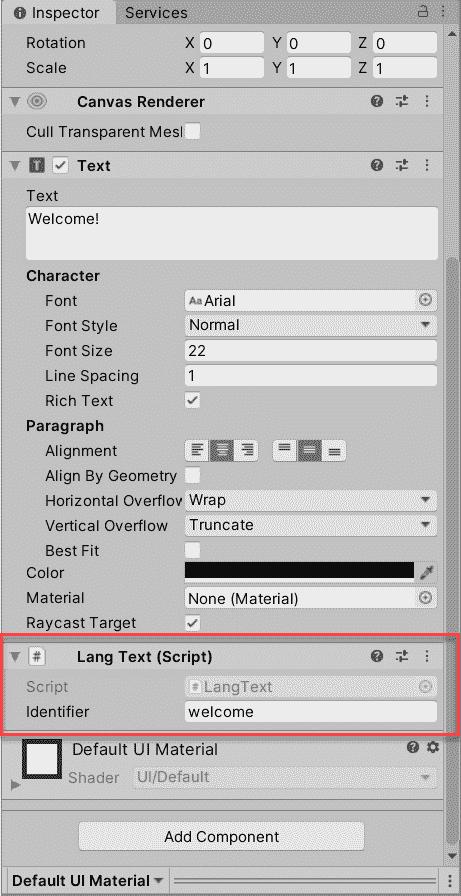 Inspector Services
Rotation X 0 Y 0 Z 0
Scale X 1 Y 1 Z 1
Canvas Renderer
Cull Transparent Mesl
Text
Text
Welcome!
Character
Font Aa Arial
Font Style Normal
Font Size 22
Line Spacing 1
Rich Text
Paragraph
Alignment
Align By Geometry
Horizontal Overflow Wrap
Vertical Overflow Truncate
Best Fit
Color
Material None (Material)
Raycast Target
# Lang Text (Script)
Script # LangText
Identifier welcome
Default UI Material
Shader UI/Default
Add Component
Default UI Material